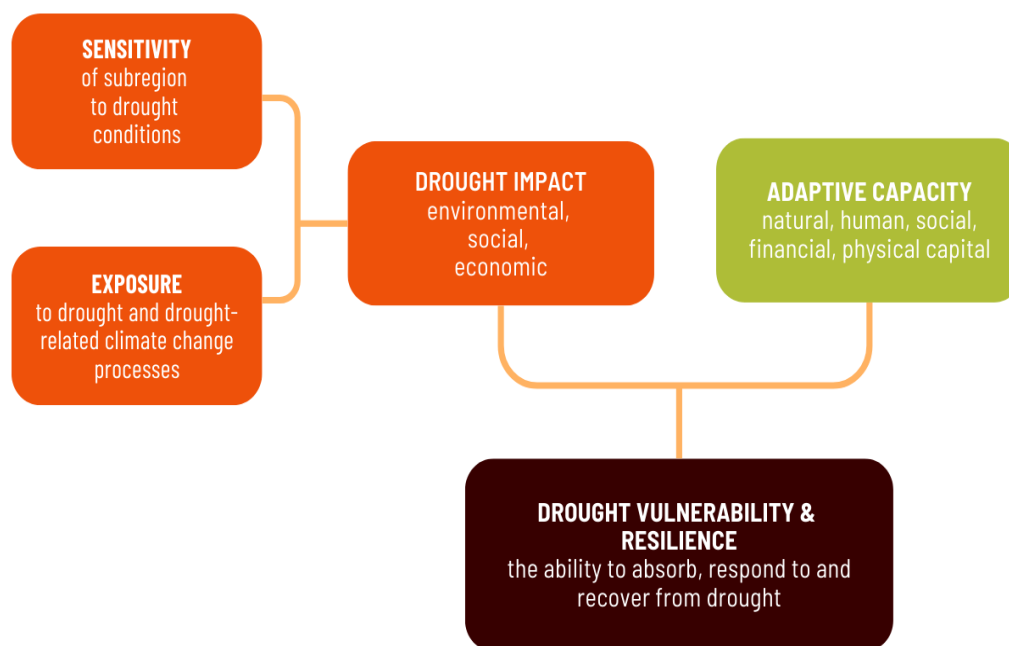 SENSITIVITY
of subregion
to drought
conditions
EXPOSURE
to drought and drought-
related climate change
processes
DROUGHT IMPACT
environmental,
social,
economic
ADAPTIVE CAPACITY
natural, human, social,
financial, physical capital
DROUGHT VULNERABILITY &
RESILIENCE
the ability to absorb, respond to and
recover from drought